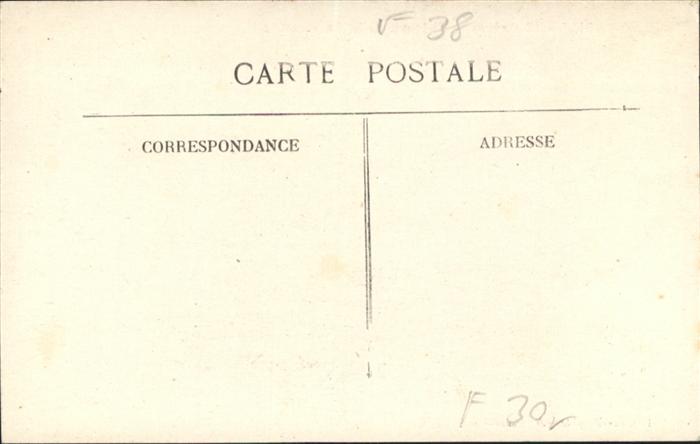 F 38
CARTE POSTALE
CORRESPONDANCE
ADRESSE
F 30